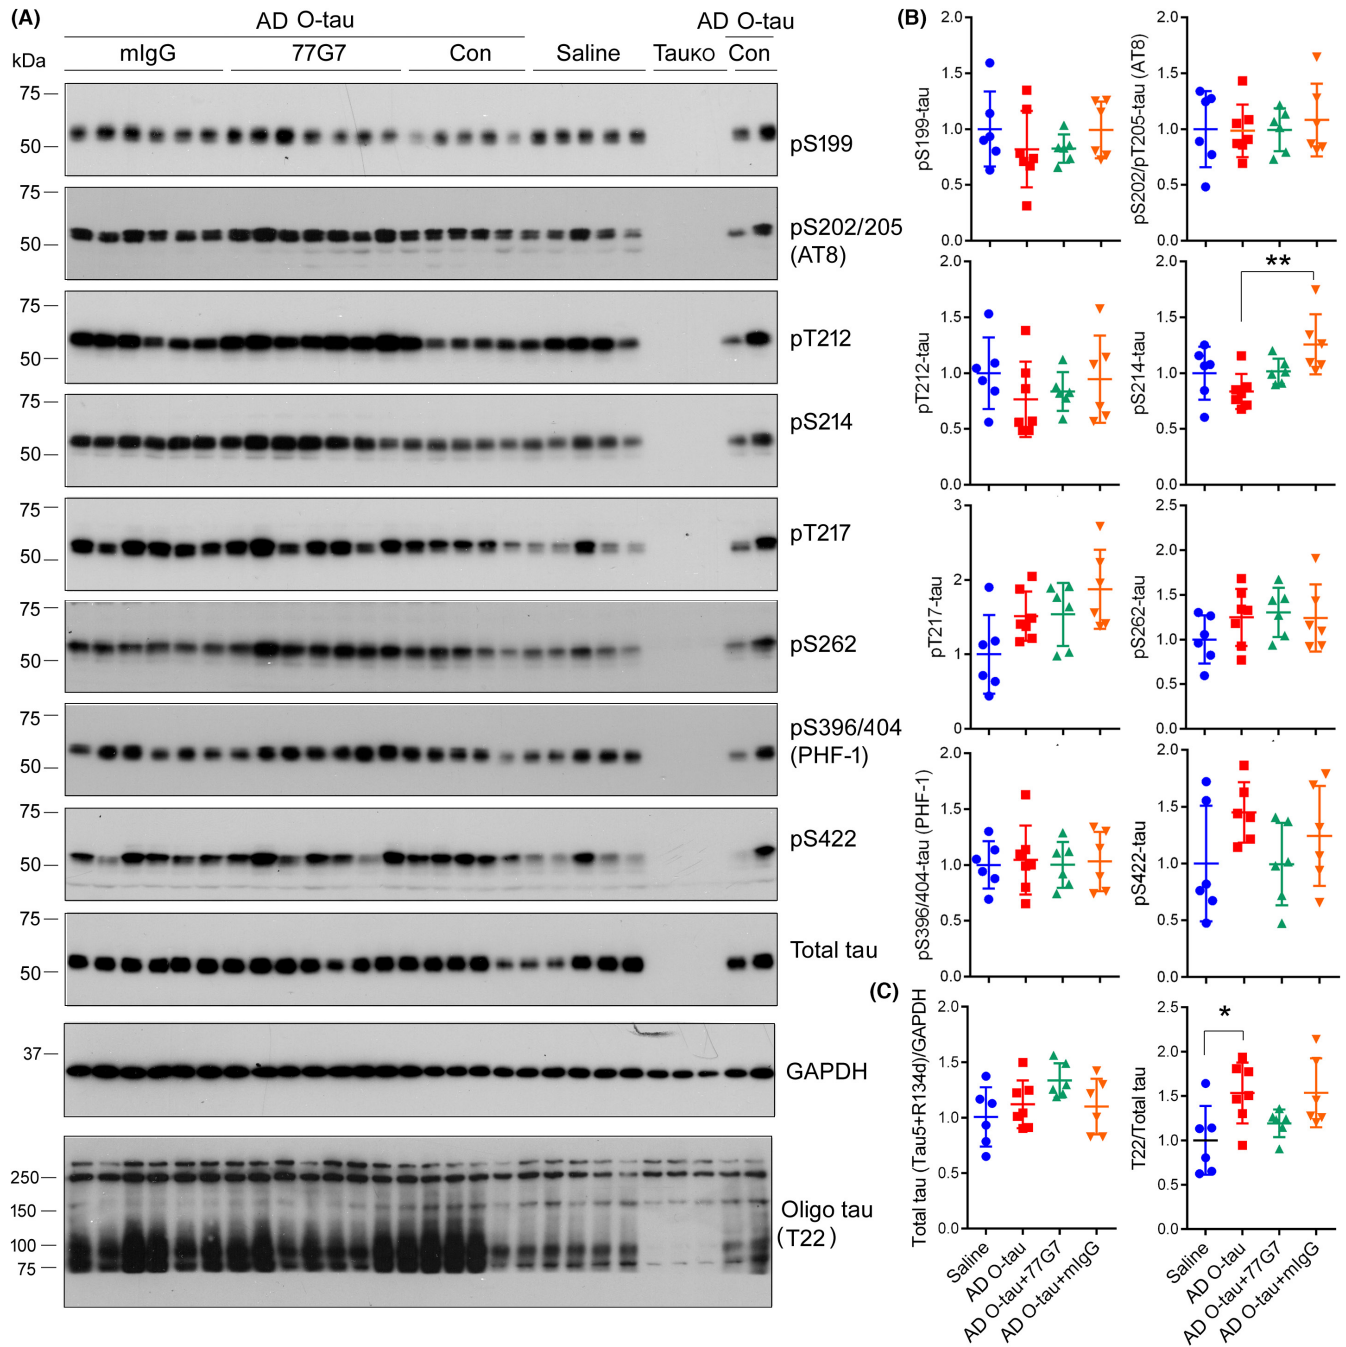 (A)
AD O-tau
AD O-tau
kDa
mIgG 77G7 Con Saline TauKO Con
75
50
pS199
75
50
pS202/205
(AT8)
75
50
pT212
75
50
pS214
75
50
pT217
75
50
pS262
75
50
pS396/404
(PHF-1)
75
50
pS422
75
50
Total tau
37
GAPDH
250
150
100
75
Oligo tau
(T22)
(B)
pS199-tau
2.0
1.5
1.0
0.5
0.0
pS202/pT205-tau (AT8)
2.0
1.5
1.0
0.5
0.0
pT212-tau
2.0
1.5
1.0
0.5
0.0
pS214-tau
2.0
1.5
1.0
0.5
0.0
**
pT217-tau
3
2
1
0
pS262-tau
2.5
2.0
1.5
1.0
0.5
0.0
pS396/404-tau (PHF-1)
2.0
1.5
1.0
0.5
0.0
pS422-tau
2.0
1.5
1.0
0.5
0.0
(C)
Total tau (Tau5+R134d)/GAPDH
2.0
1.5
1.0
0.5
0.0
Saline
AD O-tau
AD O-tau+77G7
AD O-tau+mIgG
T22/Total tau
2.5
2.0
1.5
1.0
0.5
0.0
*
Saline
AD O-tau
AD O-tau+77G7
AD O-tau+mIgG